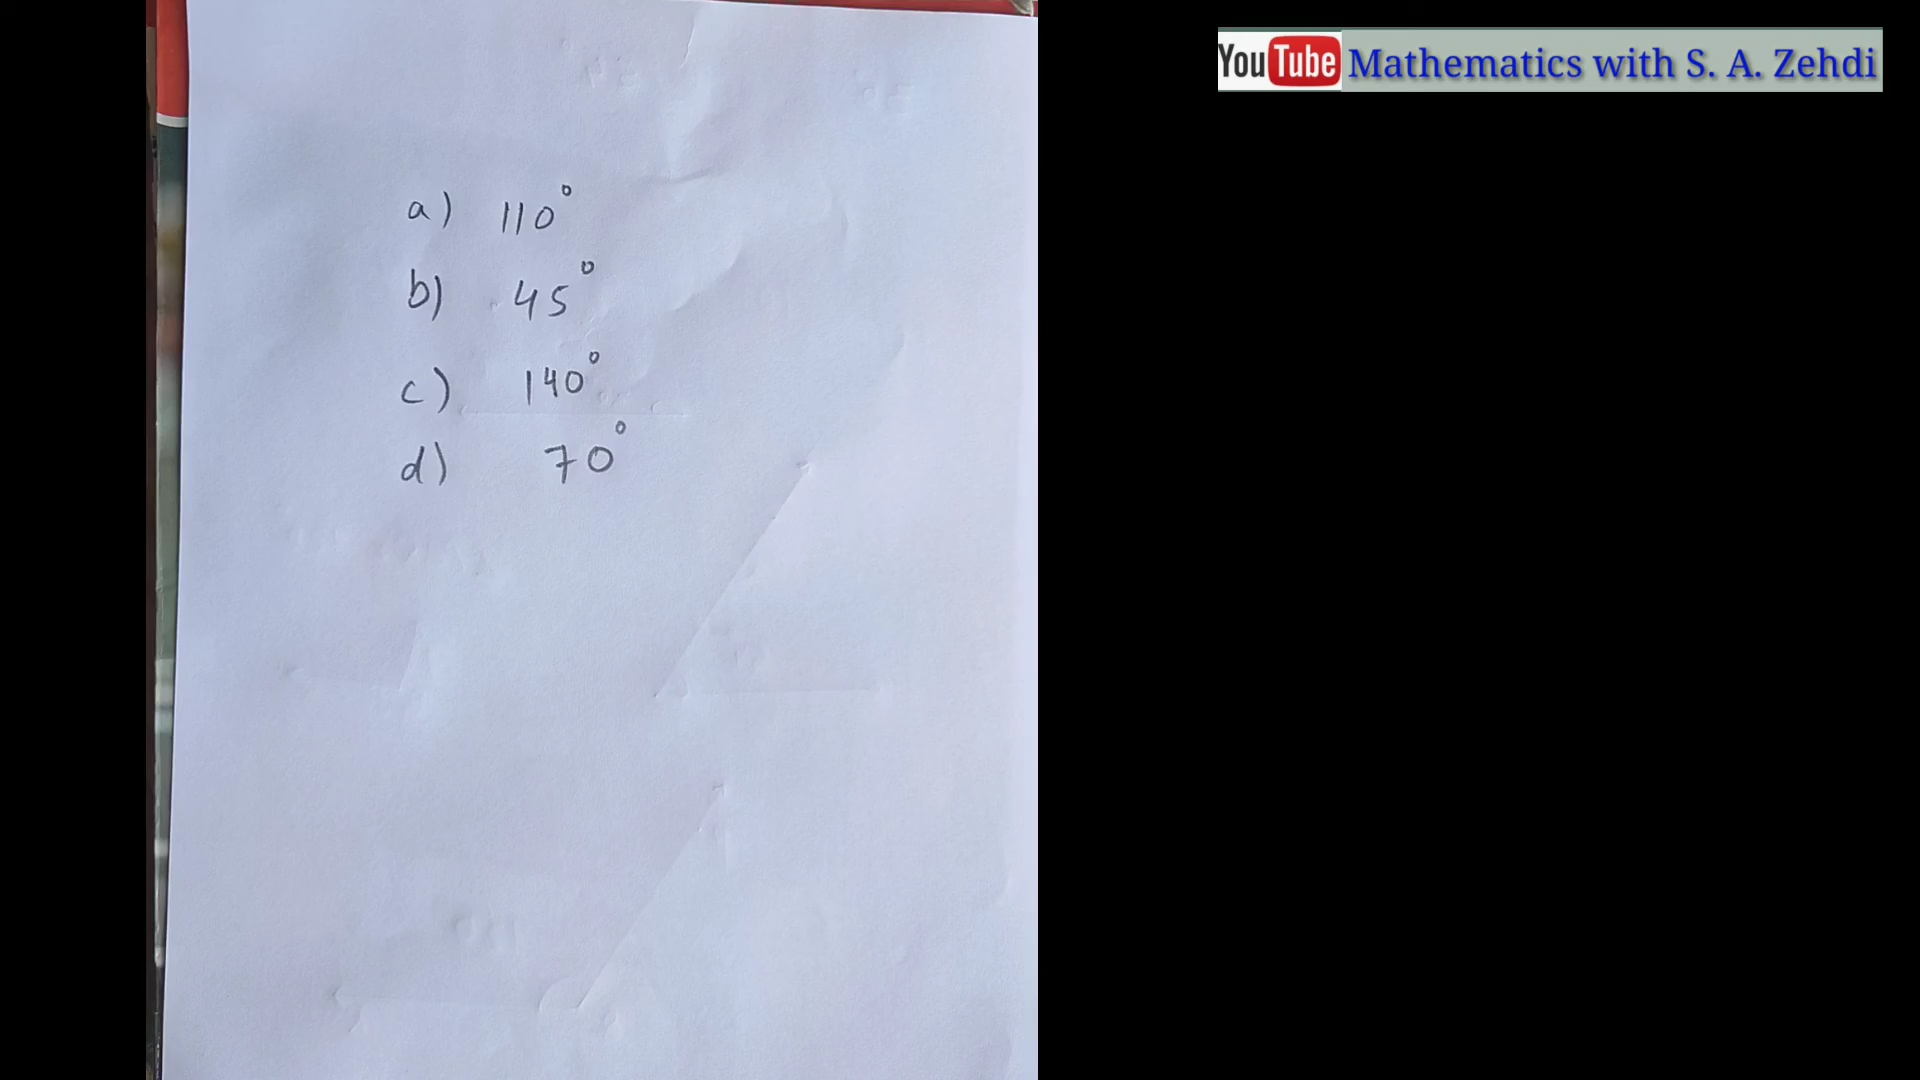 YouTube Mathematics with S. A. Zehdi
a) 110°
b) 45°
c) 140°
d) 70°